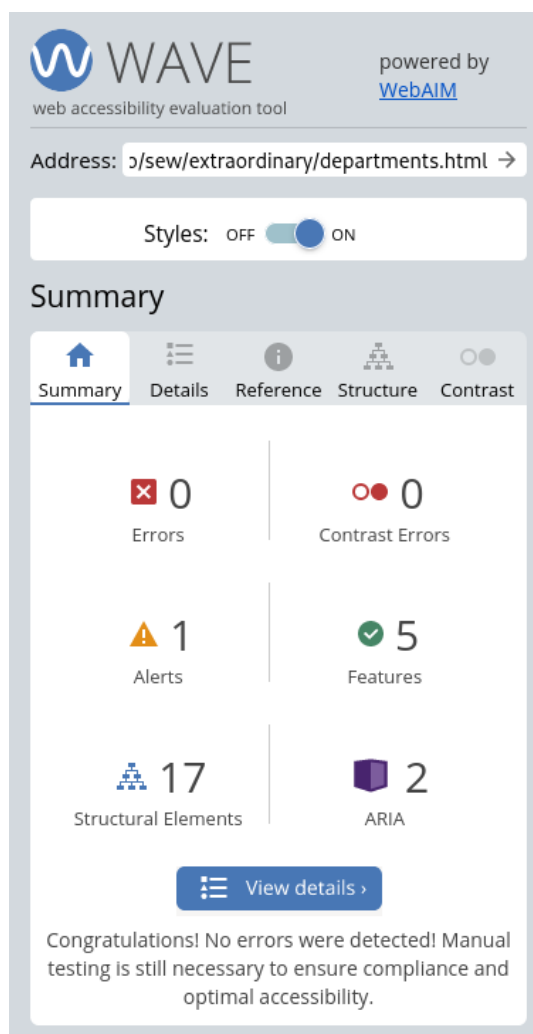 WAVE
powered by
WebAIM
web accessibility evaluation tool
Address: ɔ/sew/extraordinary/departments.html →
Styles: OFF ON
Summary
Summary Details Reference Structure Contrast
0 0
Errors Contrast Errors
1 5
Alerts Features
17 2
Structural Elements ARIA
View details ›
Congratulations! No errors were detected! Manual
testing is still necessary to ensure compliance and
optimal accessibility.